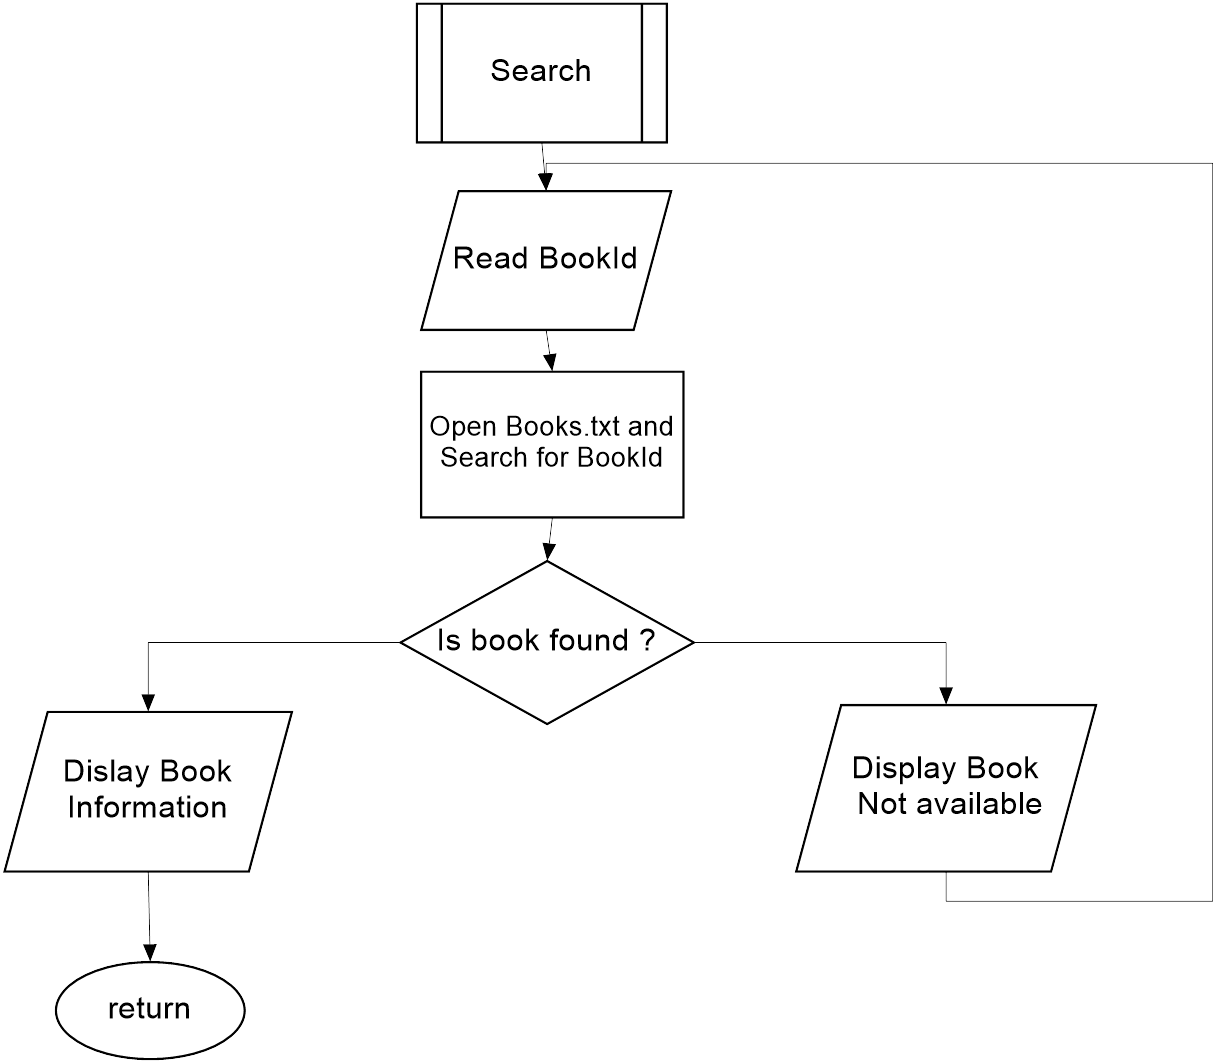 Search
Read BookId
Open Books.txt and
Search for BookId
Is book found ?
Dislay Book
Information
Display Book
Not available
return